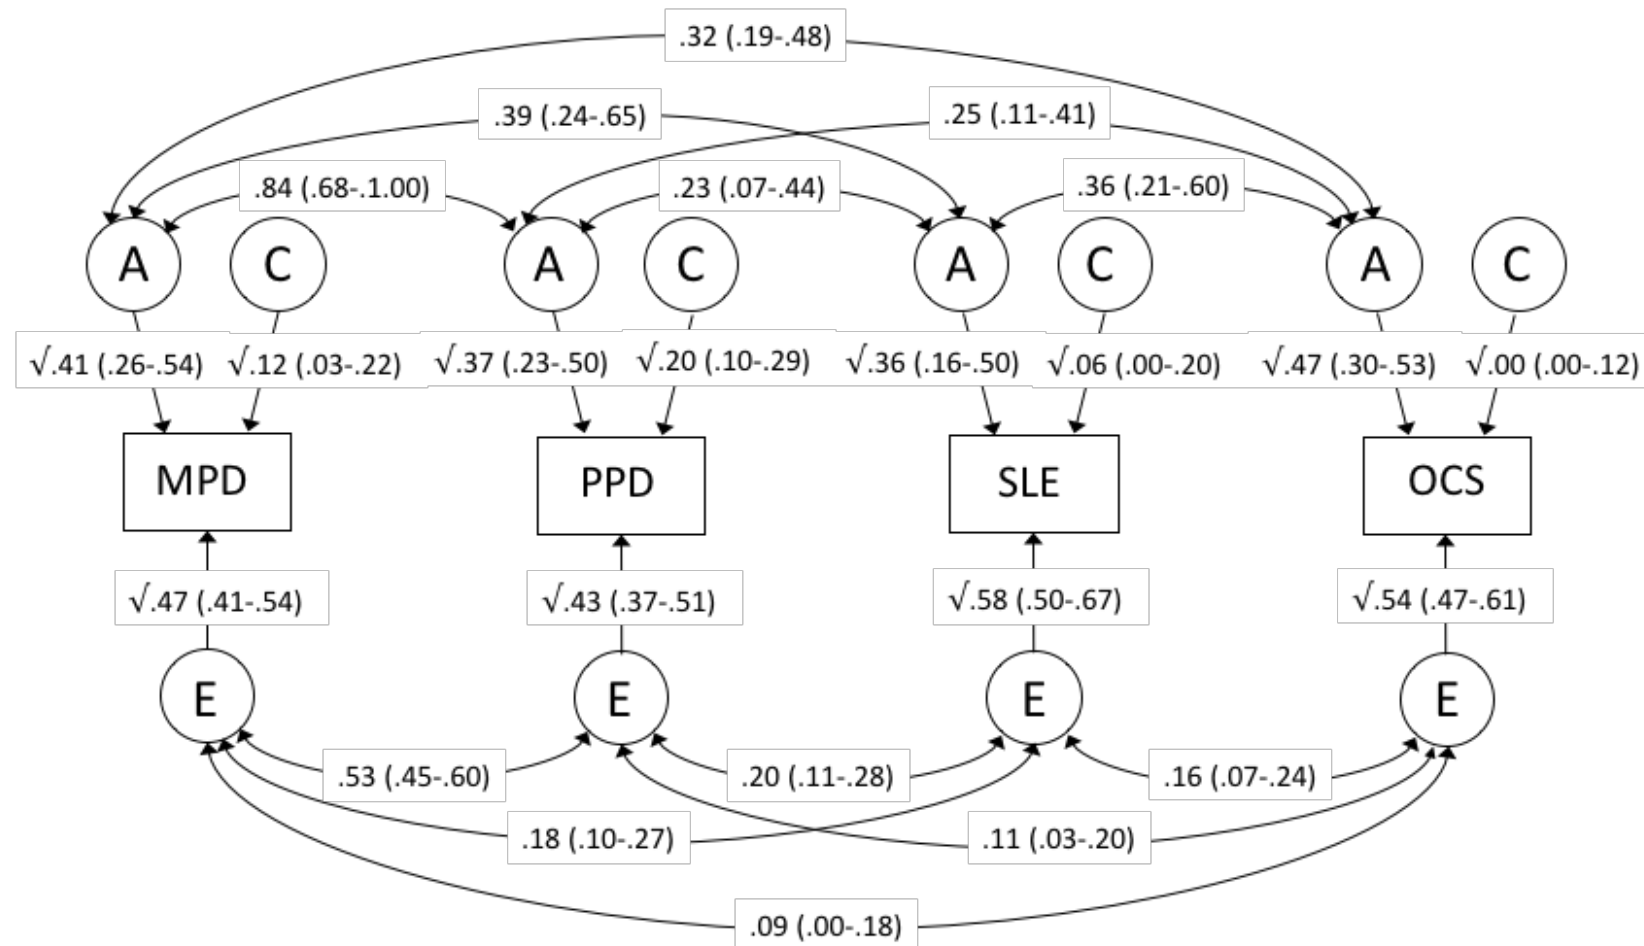 .32 (.19-.48)
.39 (.24-.65)
.25 (.11-.41)
.84 (.68-.1.00)
.23 (.07-.44)
.36 (.21-.60)
A C A C A C A C
√.41 (.26-.54) √.12 (.03-.22) √.37 (.23-.50) √.20 (.10-.29) √.36 (.16-.50) √.06 (.00-.20) √.47 (.30-.53) √.00 (.00-.12)
MPD PPD SLE OCS
√.47 (.41-.54) √.43 (.37-.51) √.58 (.50-.67) √.54 (.47-.61)
E E E E
.53 (.45-.60) .20 (.11-.28) .16 (.07-.24)
.18 (.10-.27) .11 (.03-.20)
.09 (.00-.18)